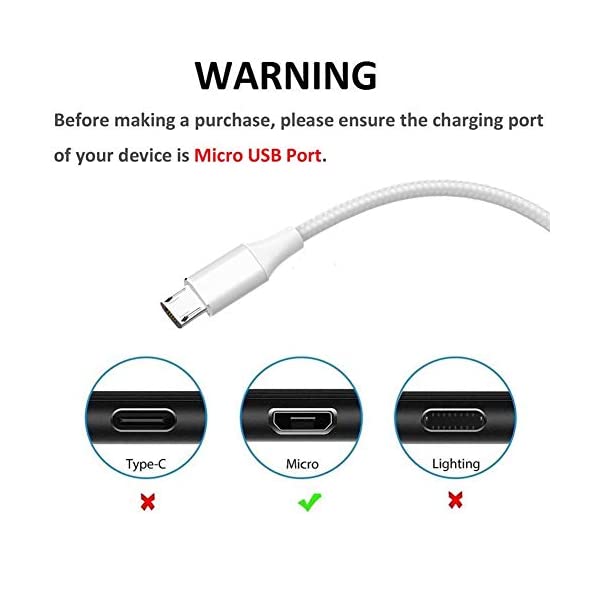 WARNING
Before making a purchase, please ensure the charging port
of your device is Micro USB Port.
Type-C
Micro
Lighting